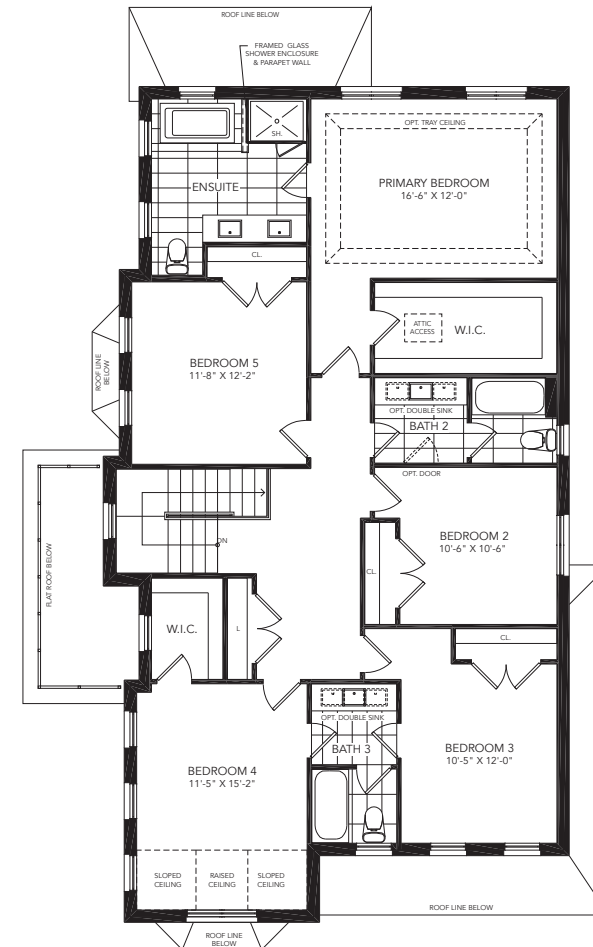 ROOF LINE BELOW
FRAMED GLASS
SHOWER ENCLOSURE
& PARAPET WALL
SH.
OPT. TRAY CEILING
ENSUITE
PRIMARY BEDROOM
16'-6" X 12'-0"
CL.
ATTIC
ACCESS
W.I.C.
ROOF LINE
BELOW
BEDROOM 5
11'-8" X 12'-2"
OPT. DOUBLE SINK
BATH 2
OPT. DOOR
FLAT ROOF BELOW
DN
BEDROOM 2
10'-6" X 10'-6"
CL.
W.I.C.
L
CL.
OPT. DOUBLE SINK
BATH 3
BEDROOM 3
10'-5" X 12'-0"
BEDROOM 4
11'-5" X 15'-2"
SLOPED
CEILING
RAISED
CEILING
SLOPED
CEILING
ROOF LINE BELOW
ROOF LINE
BELOW